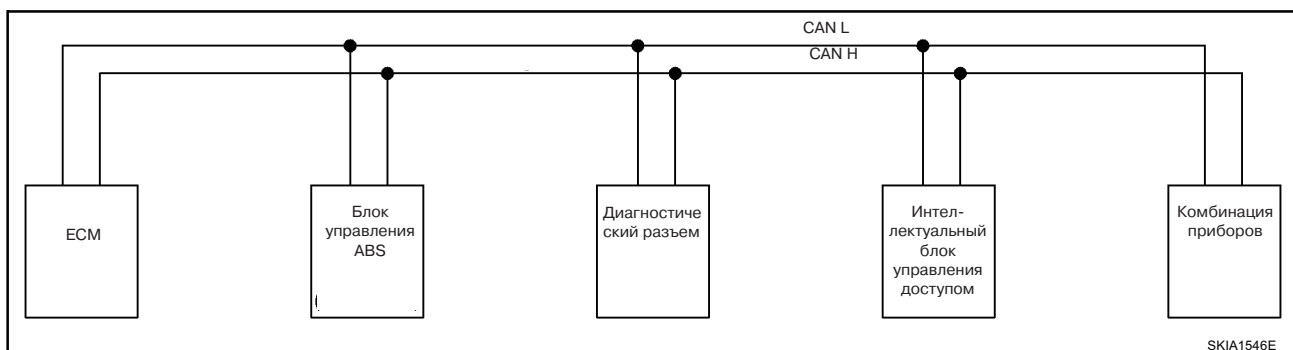 CAN L
CAN H
ECM
Блок
управления
ABS
Диагностиче
ский разъем
Интел-
лектуальный
блок
управления
доступом
Комбинация
приборов
SKIA1546E